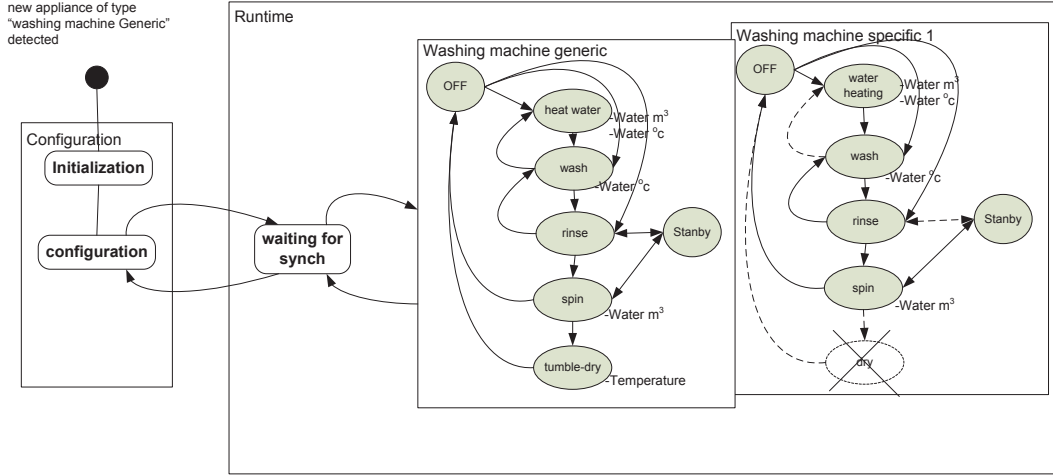 new appliance of type
“washing machine Generic”
detected
Configuration
Initialization
configuration
Runtime
waiting for
synch
Washing machine generic
OFF
heat water
-Water m³
-Water °c
wash
-Water °c
rinse
Stanby
spin
-Water m³
tumble-dry
-Temperature
Washing machine specific 1
OFF
water
heating
-Water m³
-Water °c
wash
-Water °c
rinse
Stanby
spin
-Water m³
dry